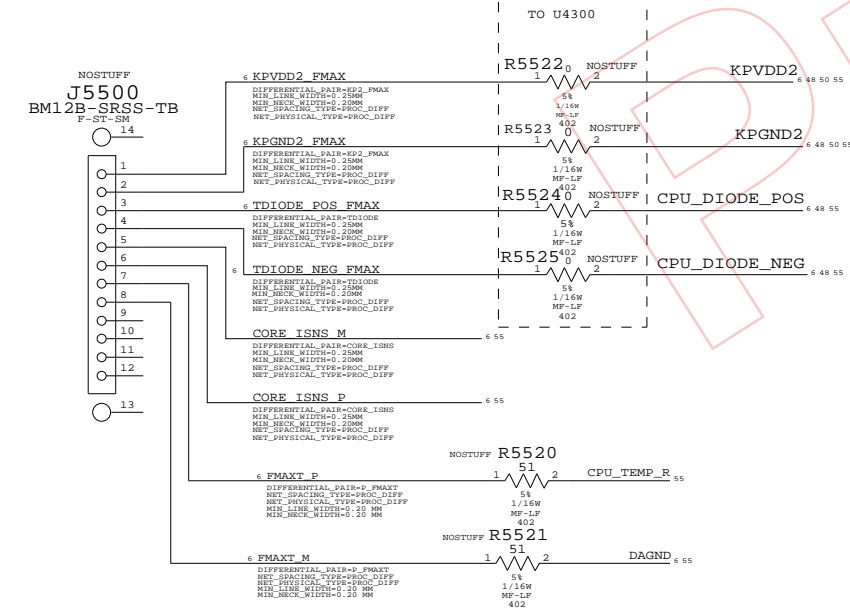 TO U4300
NOSTUFF
J5500
BM12B-SRSS-TB
F-ST-SM
14
1
2
3
4
5
6
7
8
9
10
11
12
13
6 KPVDD2_FMAX
DIFFERENTIAL_PAIR=KP2_FMAX
MIN_LINE_WIDTH=0.25MM
MIN_NECK_WIDTH=0.20MM
NET_SPACING_TYPE=PROC_DIFF
NET_PHYSICAL_TYPE=PROC_DIFF
R5522
0
NOSTUFF
1
2
5%
1/16W
MF-LF
402
KPVDD2
6 48 50 55
6 KPGND2_FMAX
DIFFERENTIAL_PAIR=KP2_FMAX
MIN_LINE_WIDTH=0.25MM
MIN_NECK_WIDTH=0.20MM
NET_SPACING_TYPE=PROC_DIFF
NET_PHYSICAL_TYPE=PROC_DIFF
R5523
0
NOSTUFF
1
2
5%
1/16W
MF-LF
402
KPGND2
6 48 50 55
6 TDIODE_POS_FMAX
DIFFERENTIAL_PAIR=TDIODE
MIN_LINE_WIDTH=0.25MM
MIN_NECK_WIDTH=0.20MM
NET_SPACING_TYPE=PROC_DIFF
NET_PHYSICAL_TYPE=PROC_DIFF
R5524
0
NOSTUFF
1
2
5%
1/16W
MF-LF
402
CPU_DIODE_POS
6 48 55
6 TDIODE_NEG_FMAX
DIFFERENTIAL_PAIR=TDIODE
MIN_LINE_WIDTH=0.25MM
MIN_NECK_WIDTH=0.20MM
NET_SPACING_TYPE=PROC_DIFF
NET_PHYSICAL_TYPE=PROC_DIFF
R5525
0
NOSTUFF
1
2
5%
1/16W
MF-LF
402
CPU_DIODE_NEG
6 48 55
CORE_ISNS_M
6 55
DIFFERENTIAL_PAIR=CORE_ISNS
MIN_LINE_WIDTH=0.25MM
MIN_NECK_WIDTH=0.20MM
NET_SPACING_TYPE=PROC_DIFF
NET_PHYSICAL_TYPE=PROC_DIFF
CORE_ISNS_P
6 55
DIFFERENTIAL_PAIR=CORE_ISNS
MIN_LINE_WIDTH=0.25MM
MIN_NECK_WIDTH=0.20MM
NET_SPACING_TYPE=PROC_DIFF
NET_PHYSICAL_TYPE=PROC_DIFF
6 FMAXT_P
DIFFERENTIAL_PAIR=P_FMAXT
NET_SPACING_TYPE=PROC_DIFF
NET_PHYSICAL_TYPE=PROC_DIFF
MIN_LINE_WIDTH=0.20 MM
MIN_NECK_WIDTH=0.20 MM
NOSTUFF R5520
51
1
2
5%
1/16W
MF-LF
402
CPU_TEMP_R
55
6 FMAXT_M
DIFFERENTIAL_PAIR=P_FMAXT
NET_SPACING_TYPE=PROC_DIFF
NET_PHYSICAL_TYPE=PROC_DIFF
MIN_LINE_WIDTH=0.20 MM
MIN_NECK_WIDTH=0.20 MM
NOSTUFF R5521
51
1
2
5%
1/16W
MF-LF
402
DAGND
6 55